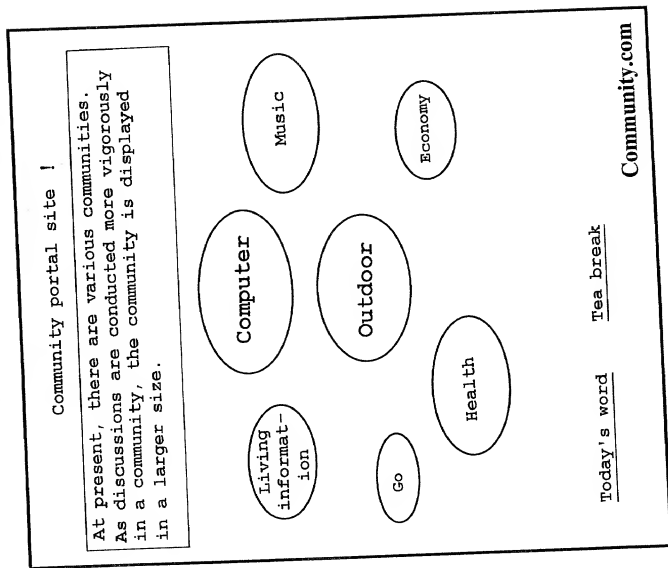 Community portal site !
At present, there are various communities.
As discussions are conducted more vigorously
in a community, the community is displayed
in a larger size.
Living
informat-
ion
Computer
Music
Go
Outdoor
Economy
Health
Today's word
Tea break
Community.com